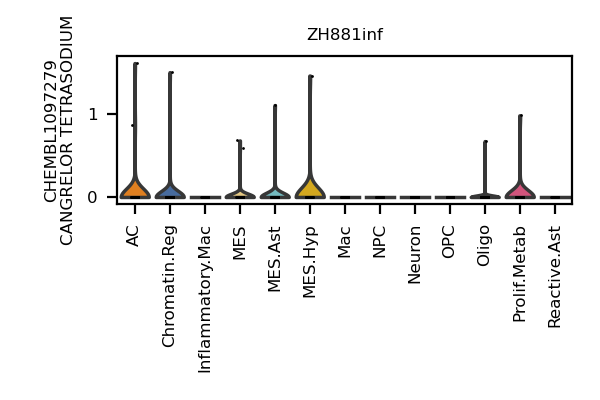 ZH881inf
CHEMBL1097279
CANGRELOR TETRASODIUM
1
0
AC
Chromatin.Reg
Inflammatory.Mac
MES
MES.Ast
MES.Hyp
Mac
NPC
Neuron
OPC
Oligo
Prolif.Metab
Reactive.Ast